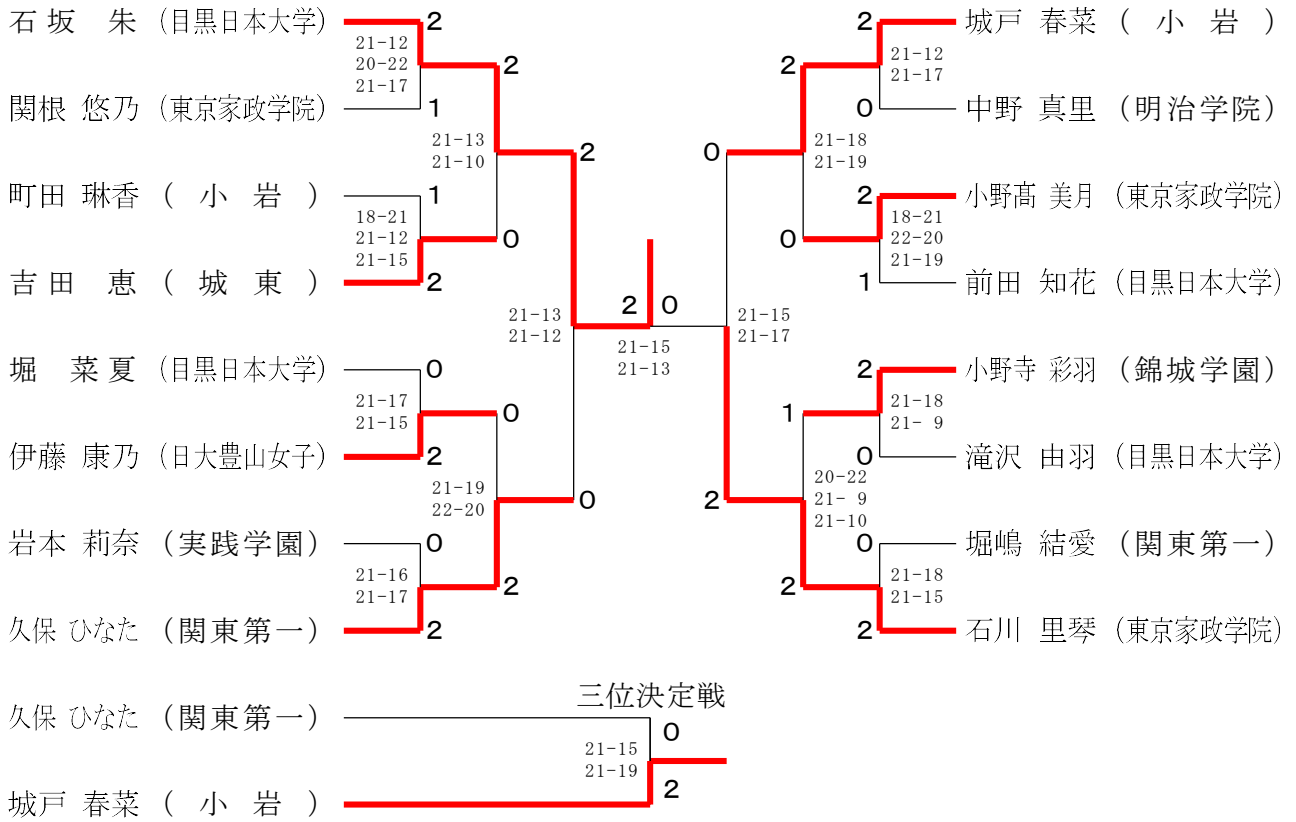 石坂 朱 (目黒日本大学) 2 2 城戸 春菜 ( 小 岩 )
21-12 21-12
20-22 2 2 21-17
21-17
関根 悠乃 (東京家政学院) 1 0 中野 真里 (明治学院)
21-13 21-18
21-10 2 0 21-19
町田 琳香 ( 小 岩 ) 1 2 小野髙 美月 (東京家政学院)
18-21 18-21
21-12 0 0 22-20
21-15 21-19
吉田 恵 ( 城 東 ) 2 1 前田 知花 (目黒日本大学)
21-13 2 0 21-15
21-12 21-17
21-15
21-13
堀 菜夏 (目黒日本大学) 0 2 小野寺 彩羽 (錦城学園)
21-17 21-18
21-15 0 1 21- 9
伊藤 康乃 (日大豊山女子) 2 0 滝沢 由羽 (目黒日本大学)
21-19 20-22
22-20 0 2 21- 9
21-10
岩本 莉奈 (実践学園) 0 0 堀嶋 結愛 (関東第一)
21-16 21-18
21-17 2 2 21-15
久保 ひなた (関東第一) 2 2 石川 里琴 (東京家政学院)
三位決定戦
久保 ひなた (関東第一) 0
21-15
21-19
城戸 春菜 ( 小 岩 ) 2